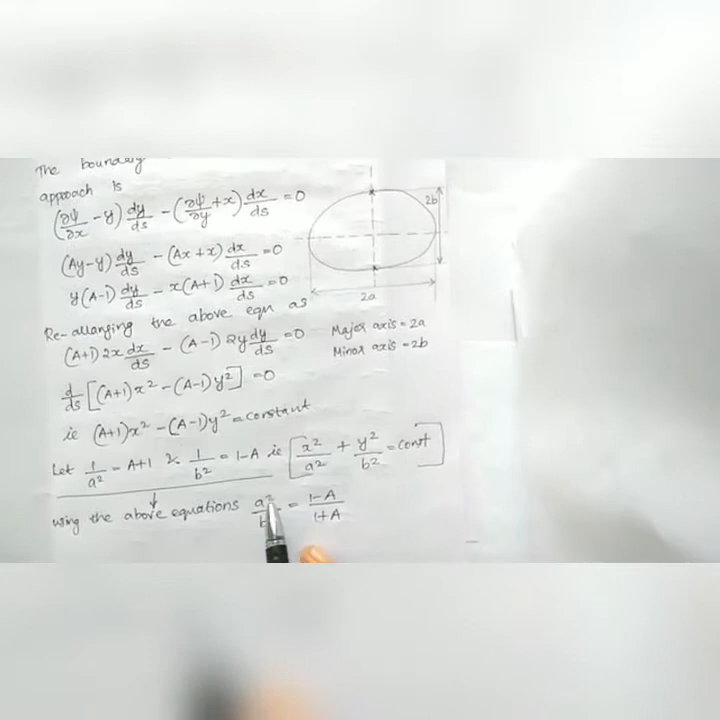 The boundary
approach is
(∂ψ/∂x - y) dy/ds - (∂ψ/∂y + x) dx/ds = 0
(Ay - y) dy/ds - (Ax + x) dx/ds = 0
y(A-1) dy/ds - x(A+1) dx/ds = 0
Re-arranging the above equn as
(A+1) 2x dx/ds - (A-1) 2y dy/ds = 0
d/ds [(A+1)x² - (A-1)y²] = 0
ie (A+1)x² - (A-1)y² = constant
Let 1/a² = A+1 & 1/b² = 1-A ie [x²/a² + y²/b² = const]
using the above equations a²/b = 1-A/1+A
2b
2a
Major axis = 2a
Minor axis = 2b